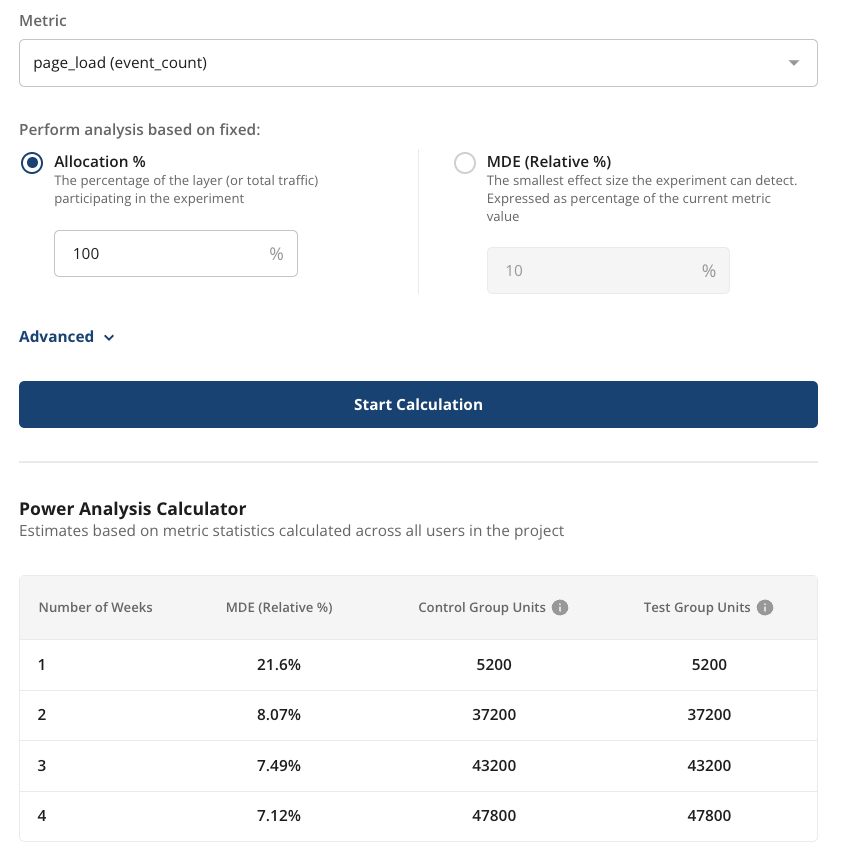 Metric
page_load (event_count)
Perform analysis based on fixed:
Allocation %
The percentage of the layer (or total traffic)
participating in the experiment
100 %
MDE (Relative %)
The smallest effect size the experiment can detect.
Expressed as percentage of the current metric
value
10 %
Advanced
Start Calculation
Power Analysis Calculator
Estimates based on metric statistics calculated across all users in the project
Number of Weeks MDE (Relative %) Control Group Units Test Group Units
1 21.6% 5200 5200
2 8.07% 37200 37200
3 7.49% 43200 43200
4 7.12% 47800 47800